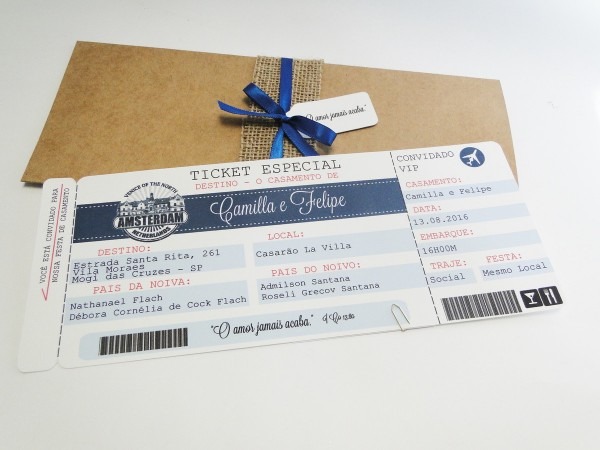 "O amor jamais acaba."
VOCÊ ESTÁ CONVIDADO PARA
NOSSA FESTA DE CASAMENTO
TICKET ESPECIAL
DESTINO - O CASAMENTO DE
Camilla e Felipe
VENICE OF THE NORTH
AMSTERDAM
NETHERLANDS
DESTINO:
Estrada Santa Rita, 261
Vila Moraes
Mogi das Cruzes - SP
LOCAL:
Casarão La Villa
PAIS DA NOIVA:
Nathanael Flach
Débora Cornélia de Cock Flach
PAIS DO NOIVO:
Admilson Santana
Roseli Grecov Santana
"O amor jamais acaba."
CONVIDADO
VIP
CASAMENTO:
Camilla e Felipe
DATA:
13.08.2016
EMBARQUE:
16H00M
TRAJE:
Social
FESTA:
Mesmo Local